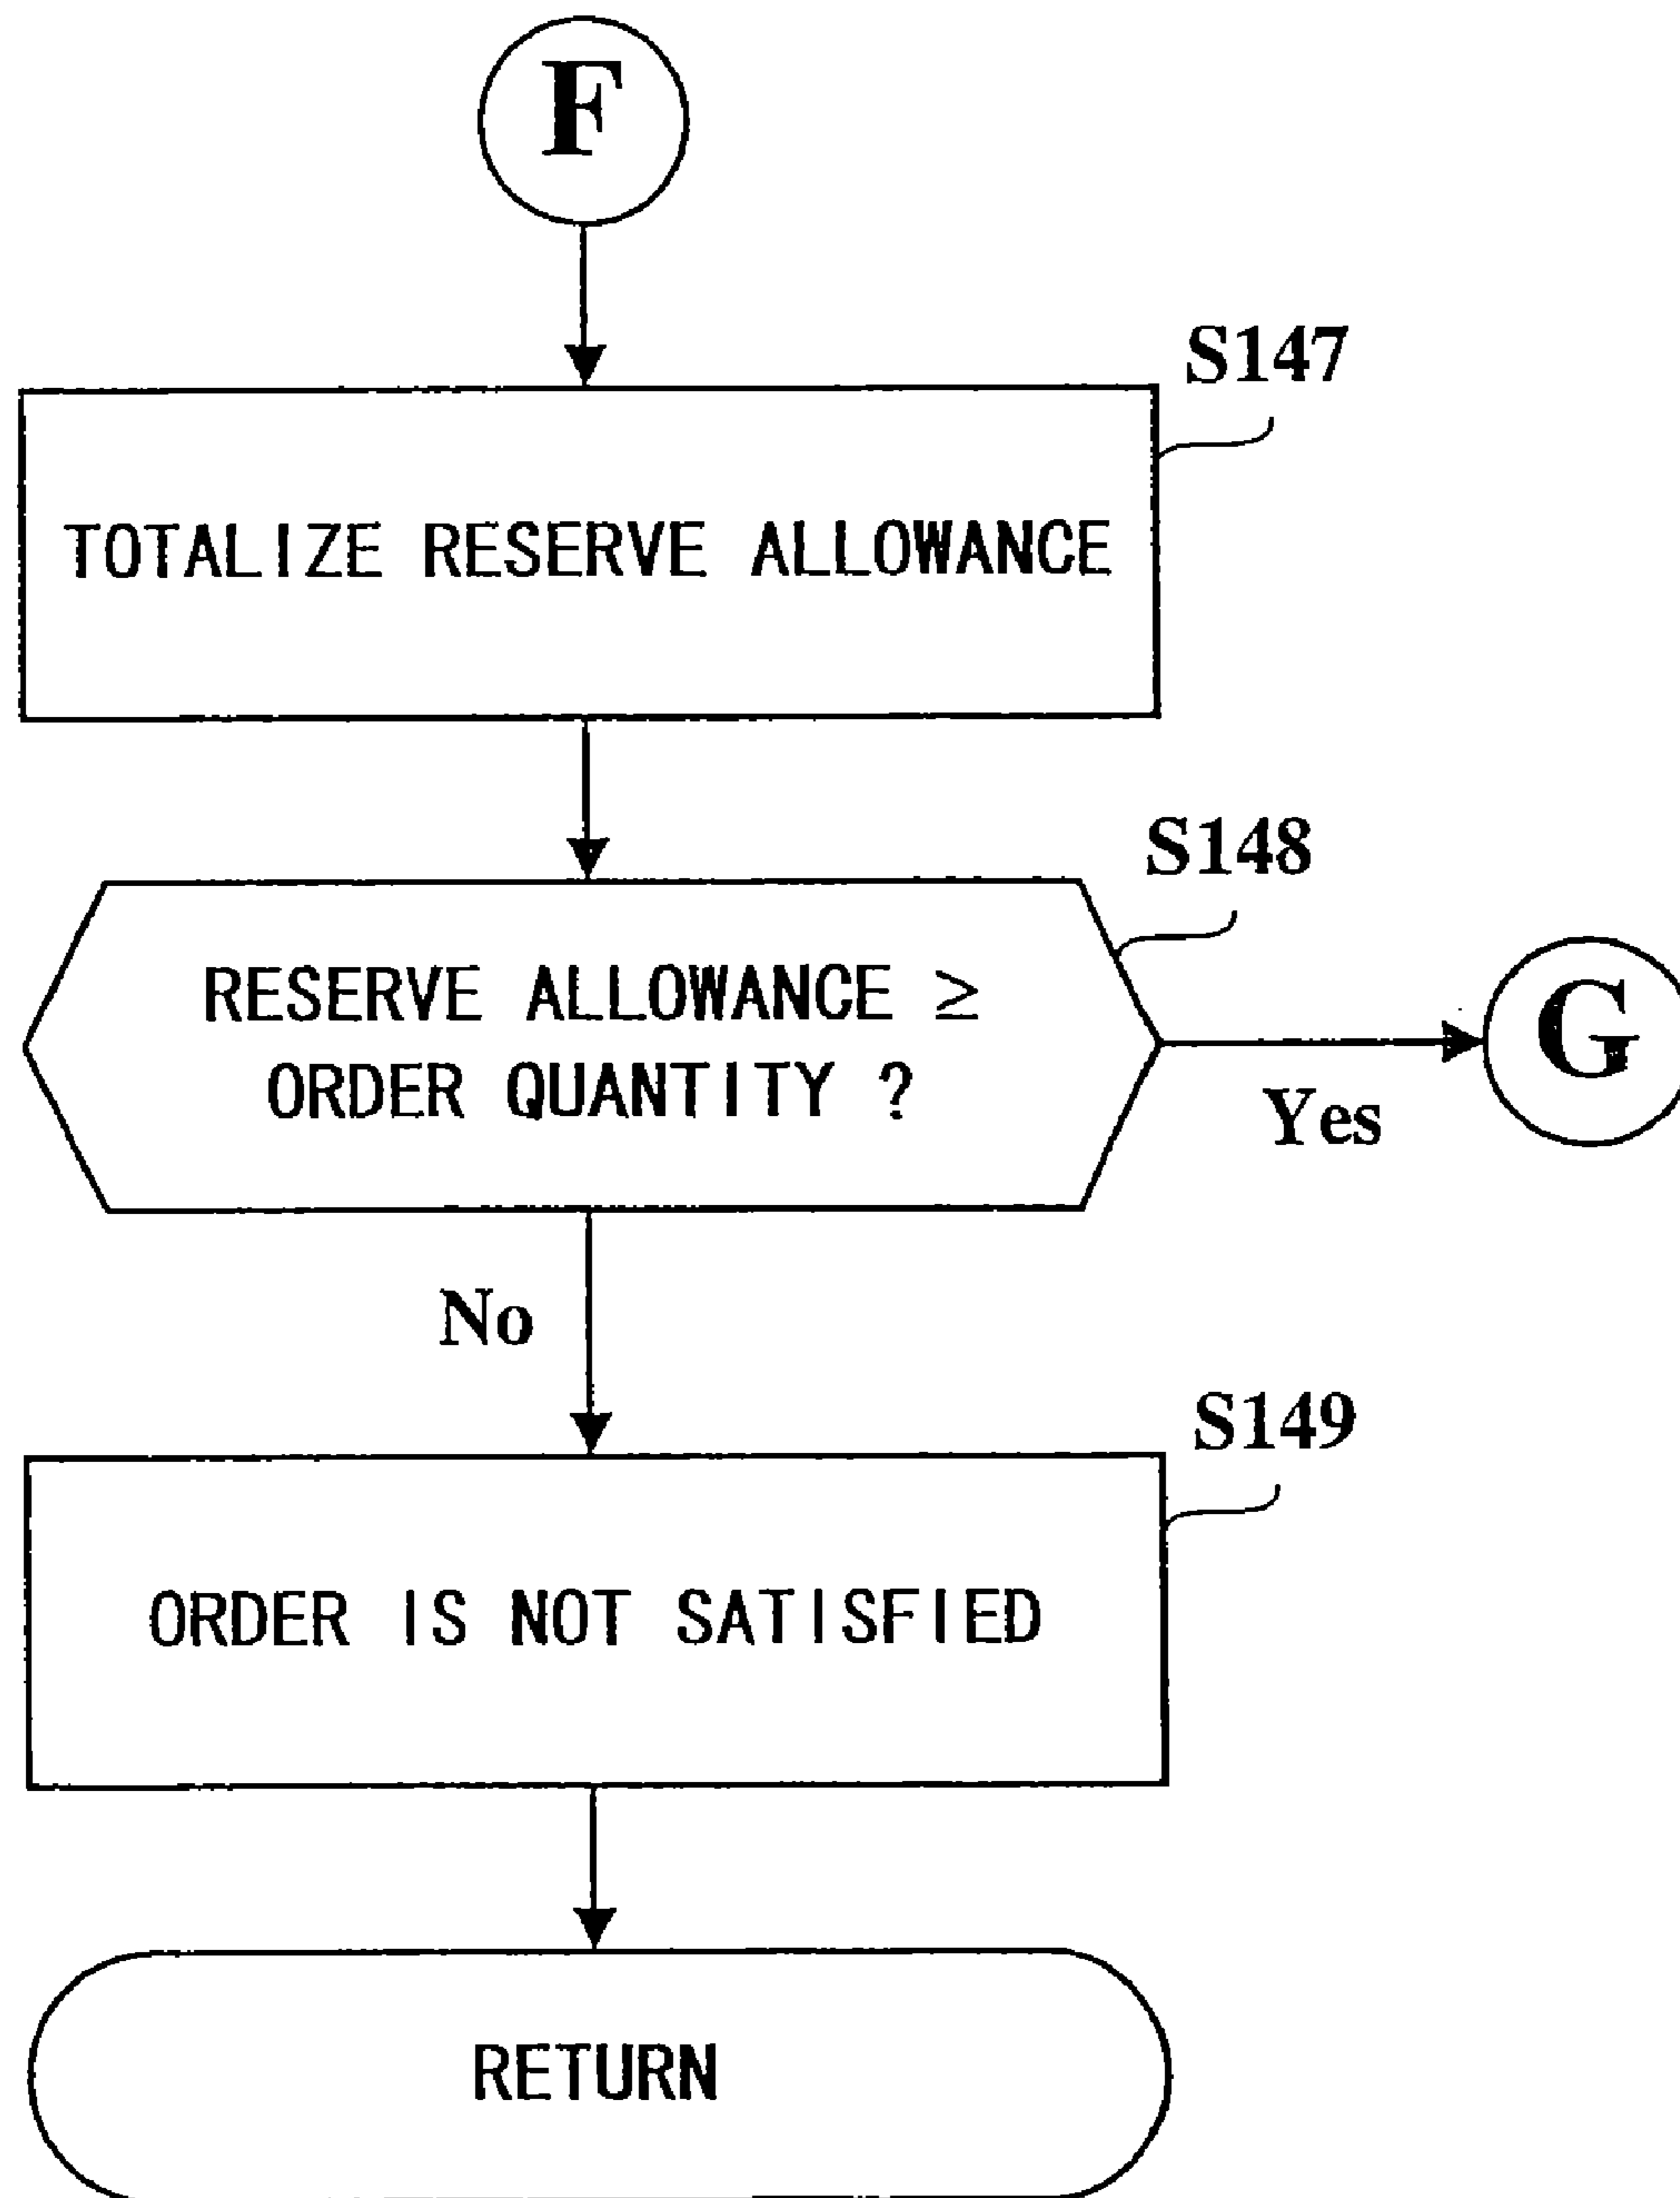 F
S147
TOTALIZE RESERVE ALLOWANCE
S148
RESERVE ALLOWANCE ≥
ORDER QUANTITY ?
G
Yes
No
S149
ORDER IS NOT SATISFIED
RETURN